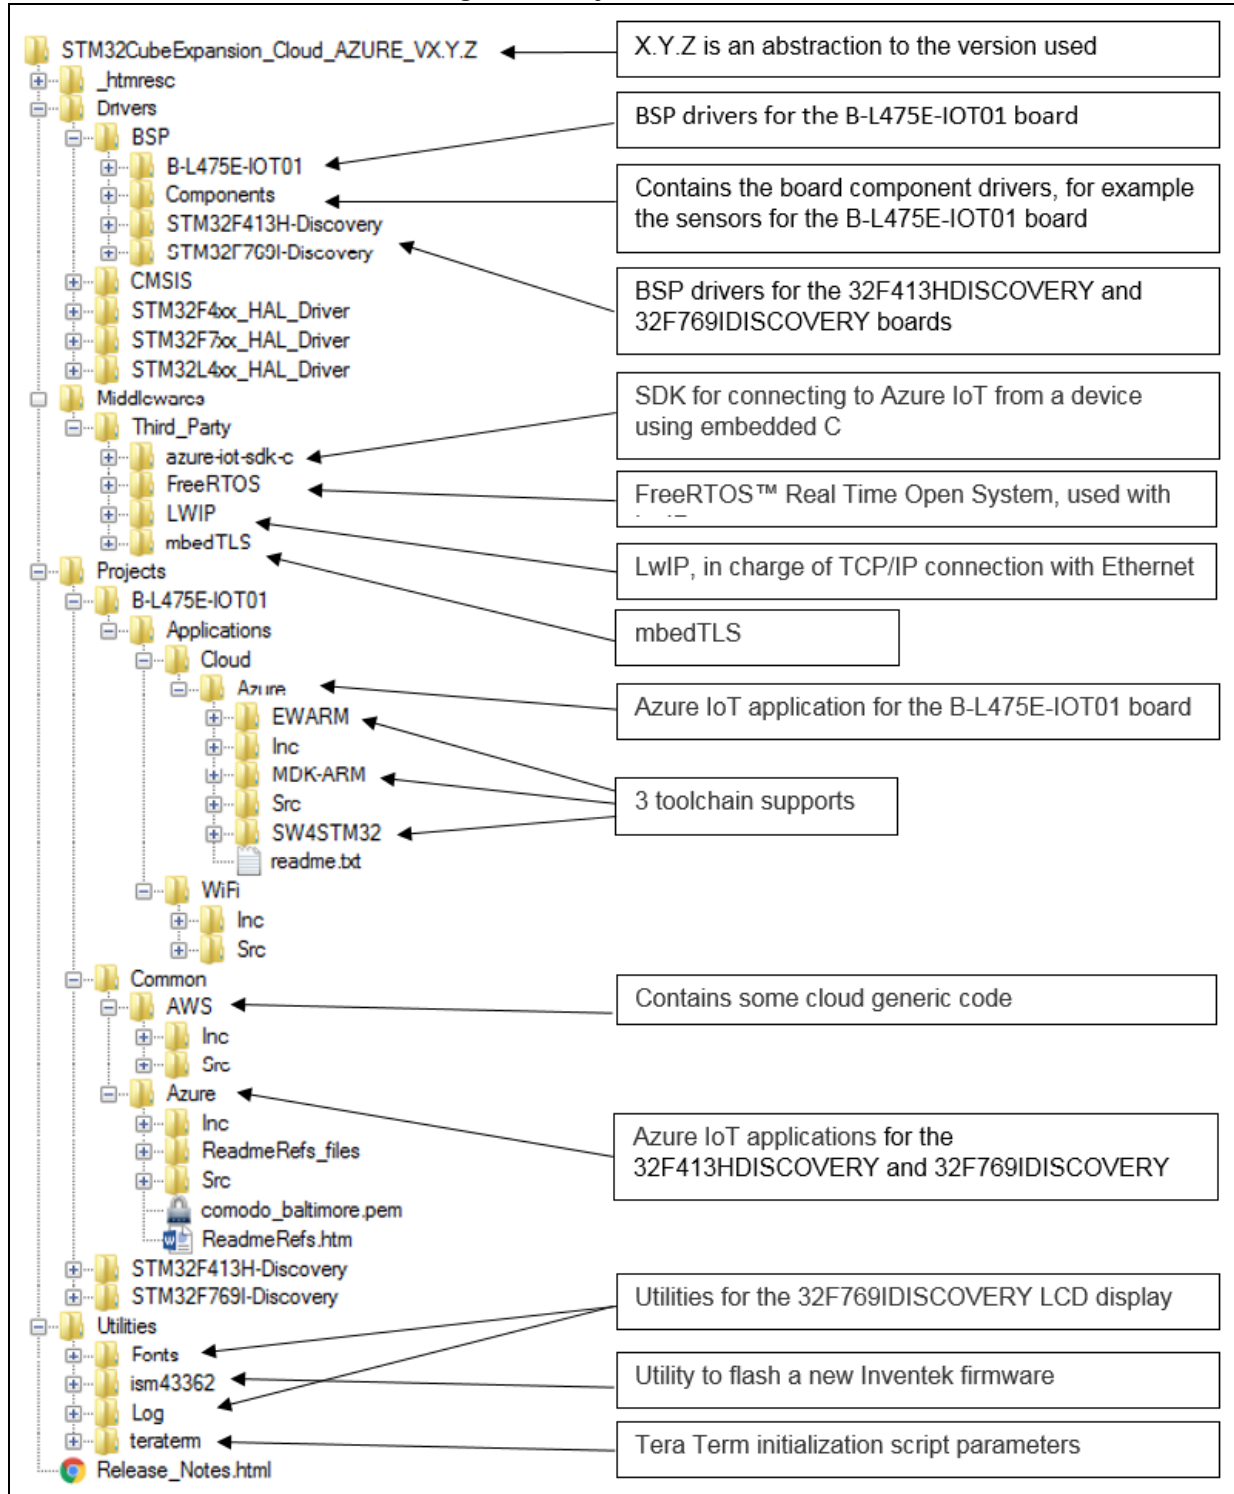 STM32CubeExpansion_Cloud_AZURE_VX.Y.Z
X.Y.Z is an abstraction to the version used
_htmresc
Drivers
BSP
BSP drivers for the B-L475E-IOT01 board
B-L475E-IOT01
Components
Contains the board component drivers, for example
the sensors for the B-L475E-IOT01 board
STM32F413H-Discovery
STM32F769I-Discovery
CMSIS
BSP drivers for the 32F413HDISCOVERY and
32F769IDISCOVERY boards
STM32F4xx_HAL_Driver
STM32F7xx_HAL_Driver
STM32L4xx_HAL_Driver
Middlewares
SDK for connecting to Azure IoT from a device
using embedded C
Third_Party
azure-iot-sdk-c
FreeRTOS
FreeRTOS™ Real Time Open System, used with
LWIP
mbedTLS
LwIP, in charge of TCP/IP connection with Ethernet
Projects
B-L475E-IOT01
mbedTLS
Applications
Cloud
Azure
Azure IoT application for the B-L475E-IOT01 board
EWARM
Inc
MDK-ARM
3 toolchain supports
Src
SW4STM32
readme.txt
WiFi
Inc
Src
Common
Contains some cloud generic code
AWS
Inc
Src
Azure
Inc
Azure IoT applications for the
32F413HDISCOVERY and 32F769IDISCOVERY
ReadmeRefs_files
Src
comodo_baltimore.pem
ReadmeRefs.htm
STM32F413H-Discovery
STM32F769I-Discovery
Utilities for the 32F769IDISCOVERY LCD display
Utilities
Fonts
ism43362
Utility to flash a new Inventek firmware
Log
teraterm
Tera Term initialization script parameters
Release_Notes.html